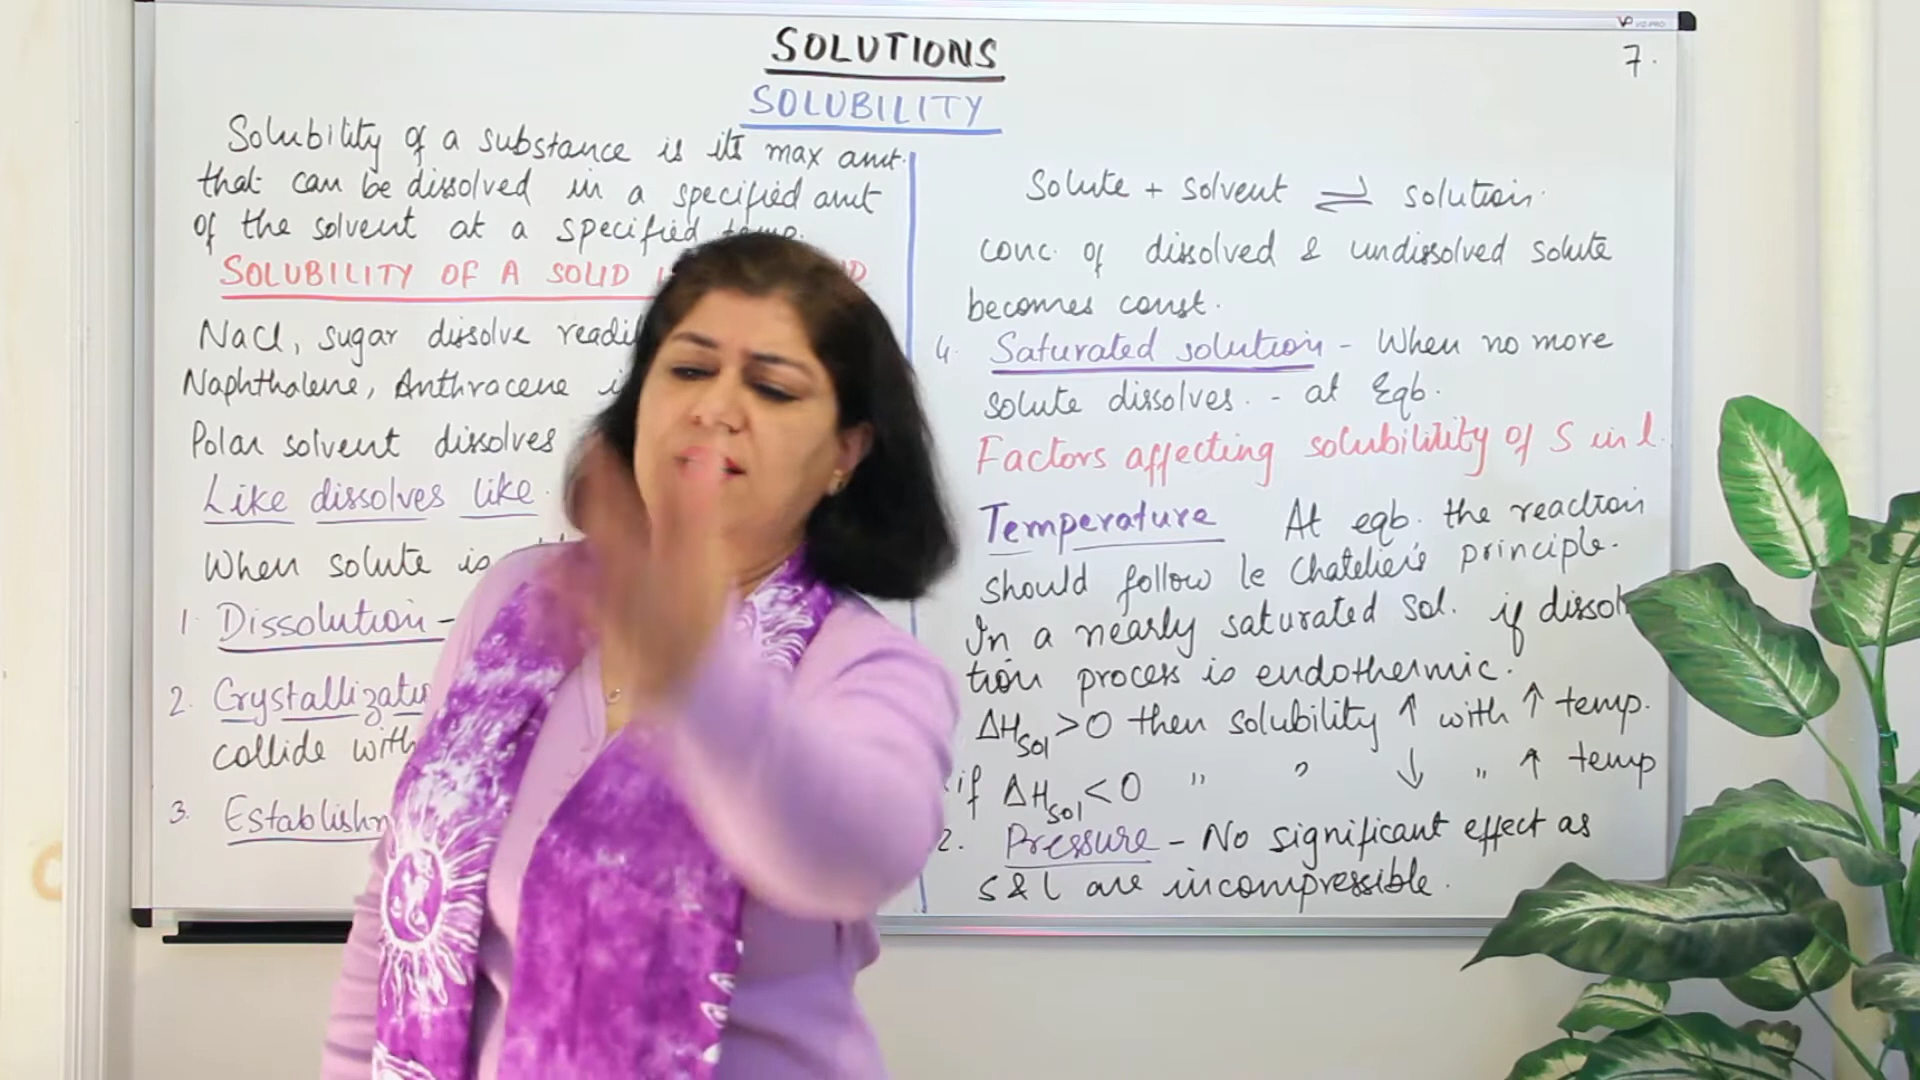 SOLUTIONS
7.
SOLUBILITY
Solubility of a substance is its max amt.
that can be dissolved in a specified amt
of the solvent at a specified temp.
SOLUBILITY OF A SOLID
NaCl, sugar dissolve
Naphthalene, Anthracene
Polar solvent dissolves
Like dissolves like.
When solute is
1. Dissolution -
2.
collide with
3.
Solute + solvent ⇌ solution.
conc. of dissolved & undissolved solute
becomes const.
4. Saturated solution - When no more
solute dissolves. - at Eqb.
Factors affecting solubility of S in l.
Temperature At eqb. the reaction
should follow le Chatelier's principle.
In a nearly saturated sol. if dissolu
tion process is endothermic.
ΔHsol > 0 then solubility ↑ with ↑ temp.
if ΔHsol < 0 " " ↓ " ↑ temp
2. Pressure - No significant effect as
S & l are incompressible.